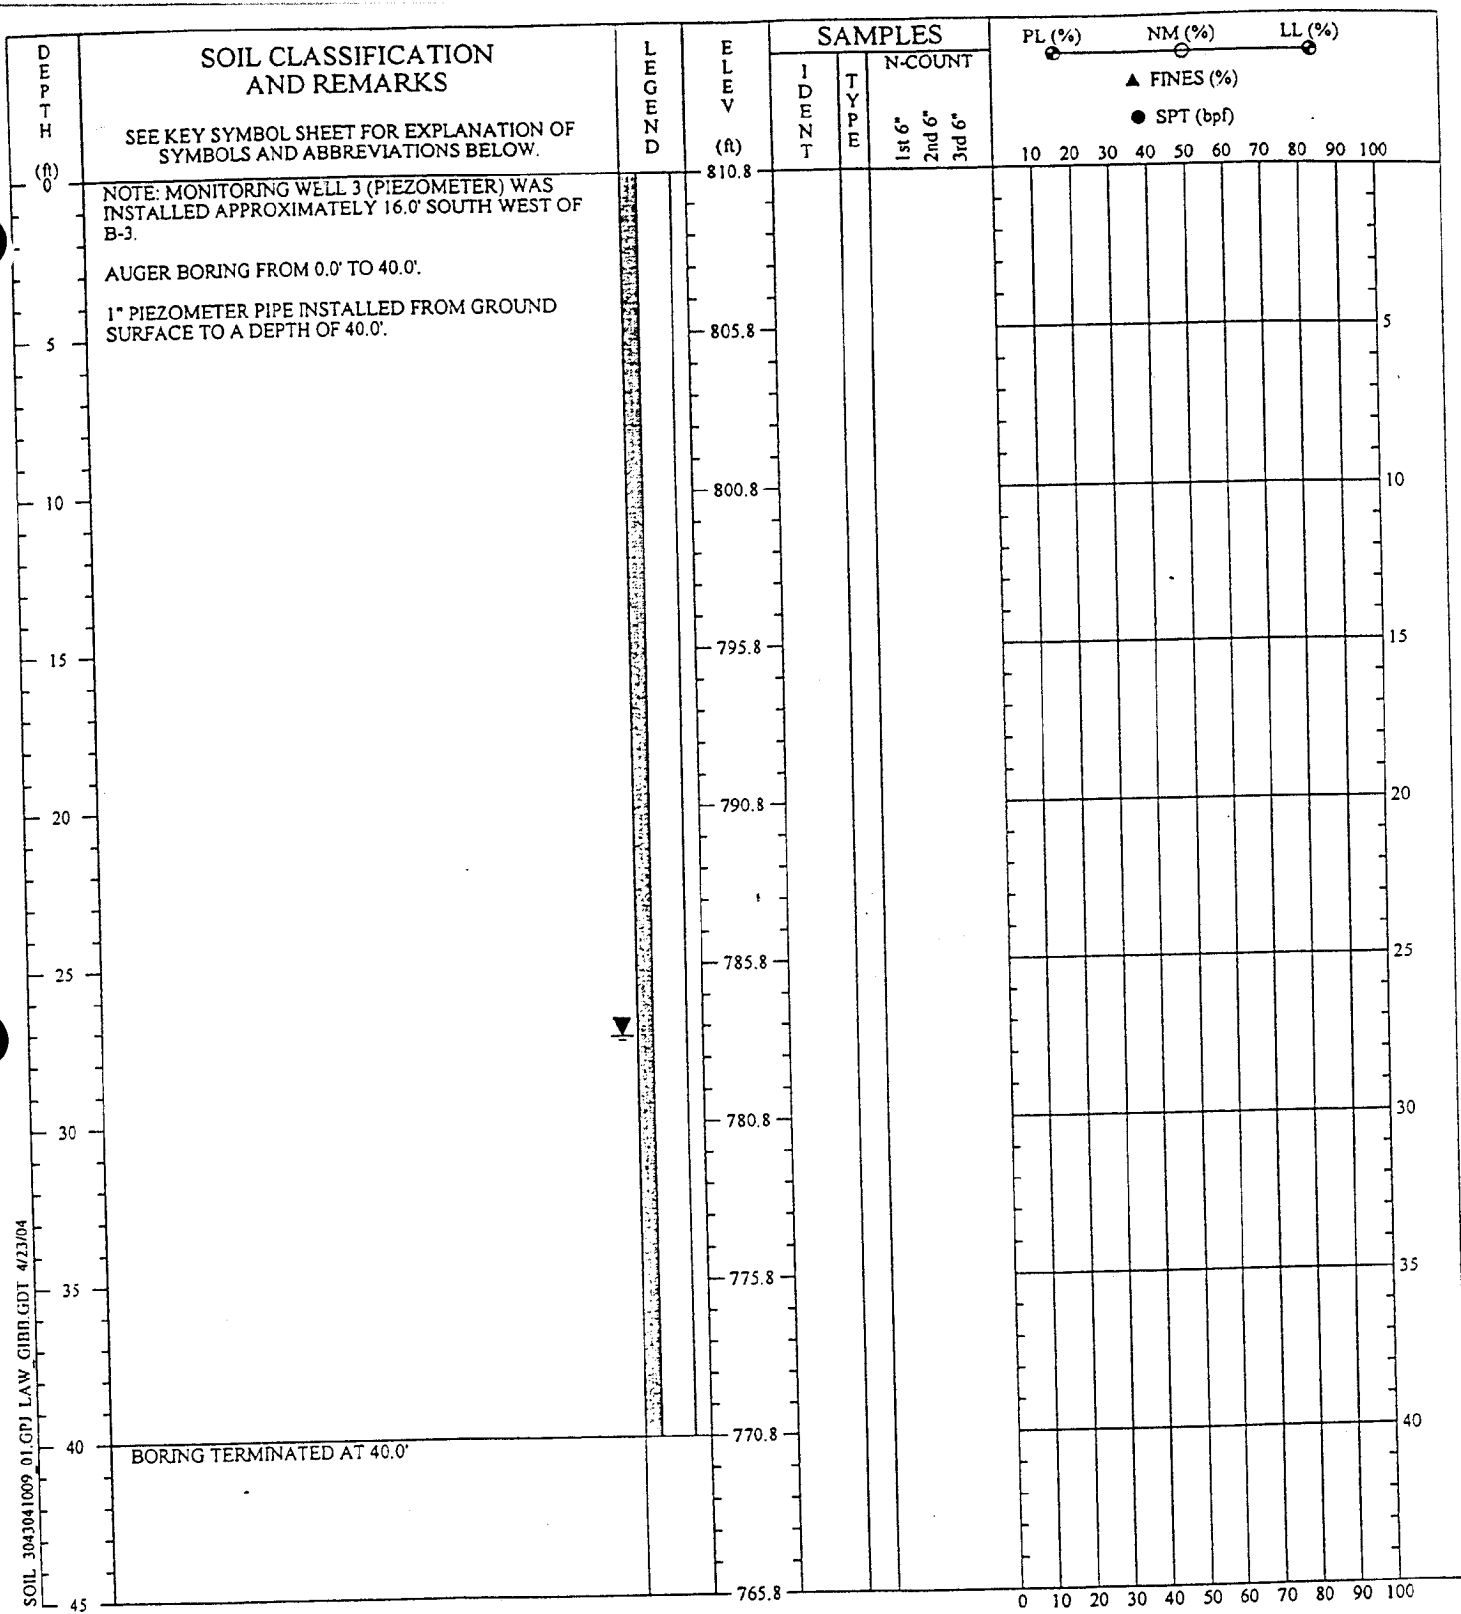 DEPTH
(ft)
SOIL CLASSIFICATION
AND REMARKS
SEE KEY SYMBOL SHEET FOR EXPLANATION OF
SYMBOLS AND ABBREVIATIONS BELOW.
LEGEND
ELEV
(ft)
SAMPLES
IDENT
TYPE
N-COUNT
1st 6"
2nd 6"
3rd 6"
PL (%) NM (%) LL (%)
▲ FINES (%)
● SPT (bpf)
10 20 30 40 50 60 70 80 90 100
0
NOTE: MONITORING WELL 3 (PIEZOMETER) WAS
INSTALLED APPROXIMATELY 16.0' SOUTH WEST OF
B-3.
AUGER BORING FROM 0.0' TO 40.0'.
1" PIEZOMETER PIPE INSTALLED FROM GROUND
SURFACE TO A DEPTH OF 40.0'.
810.8
5 805.8 5
10 800.8 10
15 795.8 15
20 790.8 20
25 785.8 25
30 780.8 30
35 775.8 35
40 770.8 40
BORING TERMINATED AT 40.0'
45 765.8
0 10 20 30 40 50 60 70 80 90 100
SOIL 3043041009_01.GPJ LAW_GIBB.GDT 4/23/04